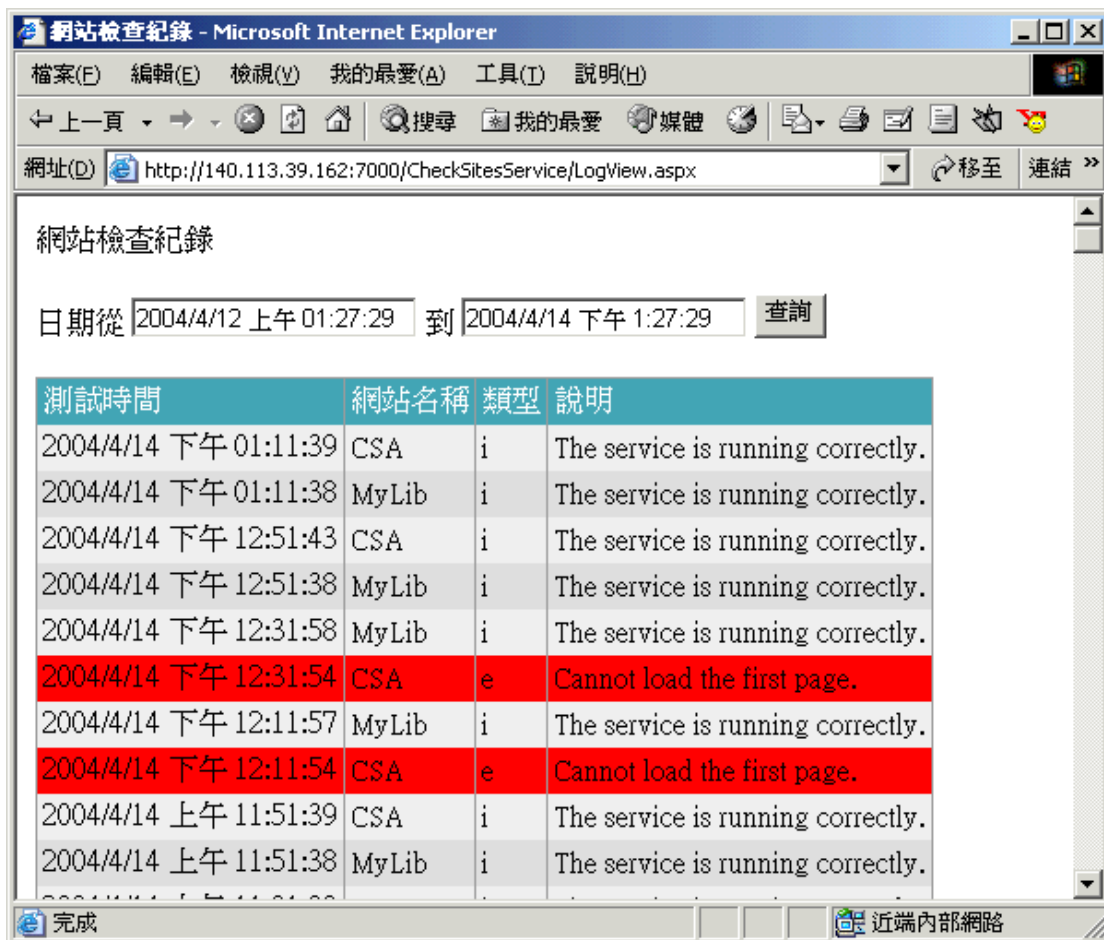 網站檢查紀錄 - Microsoft Internet Explorer
檔案(F) 編輯(E) 檢視(V) 我的最愛(A) 工具(T) 說明(H)
上一頁 搜尋 我的最愛 媒體
網址(D) http://140.113.39.162:7000/CheckSitesService/LogView.aspx 移至 連結 »
網站檢查紀錄
日期從 2004/4/12 上午 01:27:29 到 2004/4/14 下午 1:27:29 查詢
測試時間 網站名稱 類型 說明
2004/4/14 下午 01:11:39 CSA i The service is running correctly.
2004/4/14 下午 01:11:38 MyLib i The service is running correctly.
2004/4/14 下午 12:51:43 CSA i The service is running correctly.
2004/4/14 下午 12:51:38 MyLib i The service is running correctly.
2004/4/14 下午 12:31:58 MyLib i The service is running correctly.
2004/4/14 下午 12:31:54 CSA e Cannot load the first page.
2004/4/14 下午 12:11:57 MyLib i The service is running correctly.
2004/4/14 下午 12:11:54 CSA e Cannot load the first page.
2004/4/14 上午 11:51:39 CSA i The service is running correctly.
2004/4/14 上午 11:51:38 MyLib i The service is running correctly.
完成 近端內部網路